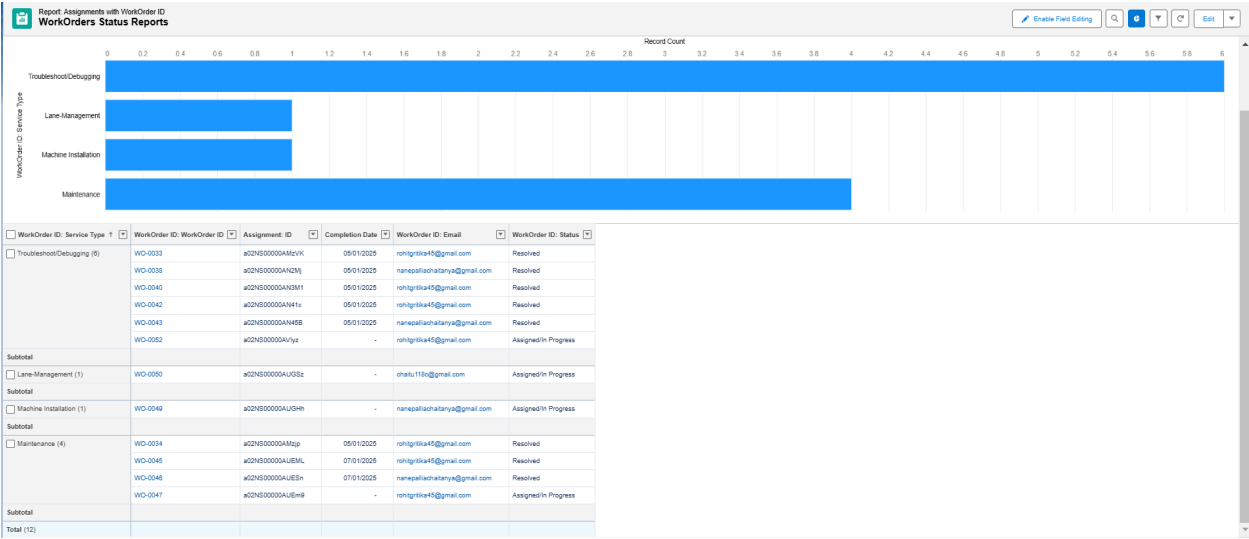 Report: Assignments with WorkOrder ID
WorkOrders Status Reports
Enable Field Editing
Edit
Record Count
0 0.2 0.4 0.6 0.8 1 1.2 1.4 1.6 1.8 2 2.2 2.4 2.6 2.8 3 3.2 3.4 3.6 3.8 4 4.2 4.4 4.6 4.8 5 5.2 5.4 5.6 5.8 6
WorkOrder ID: Service Type
Troubleshoot/Debugging
Lane-Management
Machine Installation
Maintenance
WorkOrder ID: Service Type ↑ WorkOrder ID: WorkOrder ID Assignment: ID Completion Date WorkOrder ID: Email WorkOrder ID: Status
Troubleshoot/Debugging (6) WO-0033 a02NS00000AMzVK 05/01/2025 rohitgritika45@gmail.com Resolved
WO-0038 a02NS00000AN2Mj 05/01/2025 nanepalliachaitanya@gmail.com Resolved
WO-0040 a02NS00000AN3M1 05/01/2025 rohitgritika45@gmail.com Resolved
WO-0042 a02NS00000AN41x 05/01/2025 rohitgritika45@gmail.com Resolved
WO-0043 a02NS00000AN45B 05/01/2025 nanepalliachaitanya@gmail.com Resolved
WO-0052 a02NS00000AVIyz - rohitgritika45@gmail.com Assigned/In Progress
Subtotal
Lane-Management (1) WO-0050 a02NS00000AUGSz - chaitu118c@gmail.com Assigned/In Progress
Subtotal
Machine Installation (1) WO-0049 a02NS00000AUGHh - nanepalliachaitanya@gmail.com Assigned/In Progress
Subtotal
Maintenance (4) WO-0034 a02NS00000AMzjp 05/01/2025 rohitgritika45@gmail.com Resolved
WO-0045 a02NS00000AUEML 07/01/2025 rohitgritika45@gmail.com Resolved
WO-0046 a02NS00000AUESn 07/01/2025 nanepalliachaitanya@gmail.com Resolved
WO-0047 a02NS00000AUEm9 - rohitgritika45@gmail.com Assigned/In Progress
Subtotal
Total (12)